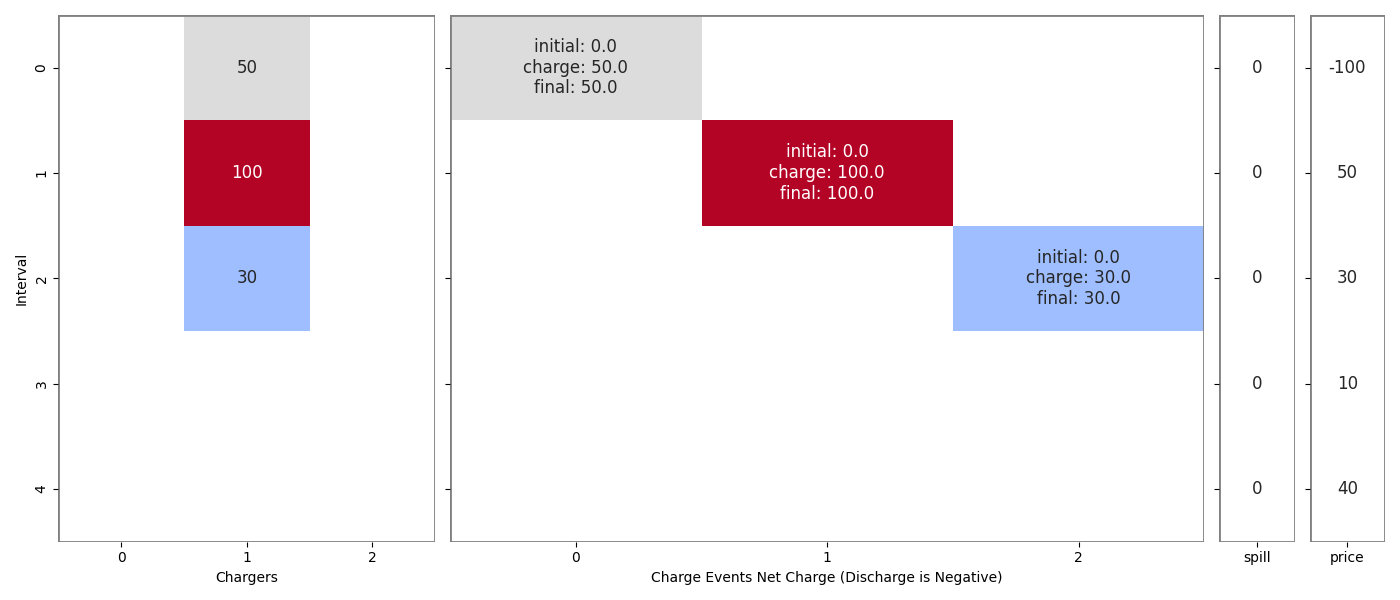 0
50
initial: 0.0
charge: 50.0
final: 50.0
0
-100
1
100
initial: 0.0
charge: 100.0
final: 100.0
0
50
Interval
2
30
initial: 0.0
charge: 30.0
final: 30.0
0
30
3
0
10
4
0
40
0
1
2
Chargers
0
1
2
Charge Events Net Charge (Discharge is Negative)
spill
price